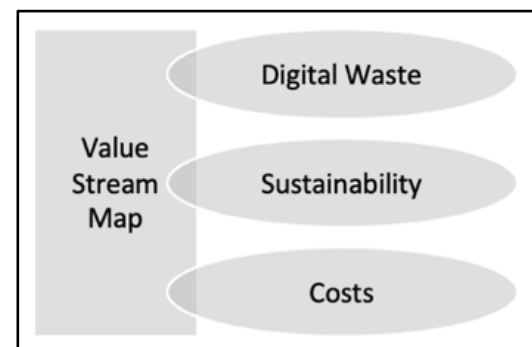 Value
Stream
Map
Digital Waste
Sustainability
Costs